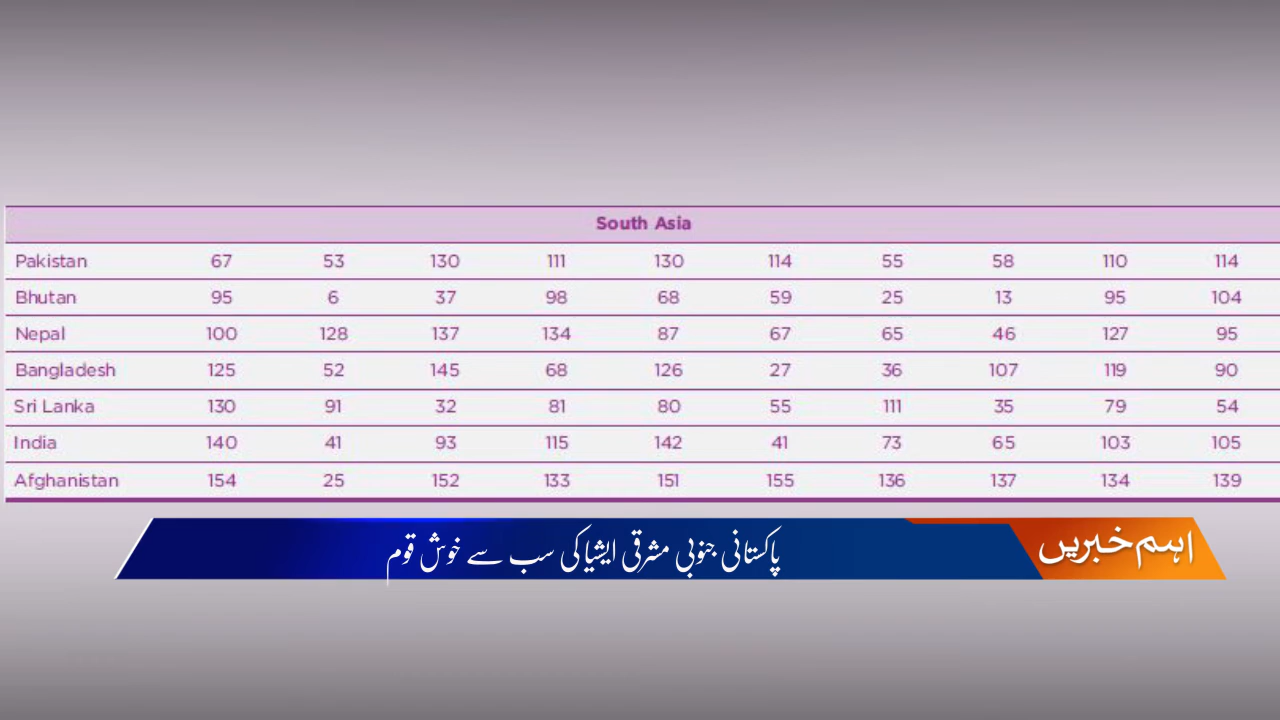 South Asia
Pakistan 67 53 130 111 130 114 55 58 110 114
Bhutan 95 6 37 98 68 59 25 13 95 104
Nepal 100 128 137 134 87 67 65 46 127 95
Bangladesh 125 52 145 68 126 27 36 107 119 90
Sri Lanka 130 91 32 81 80 55 111 35 79 54
India 140 41 93 115 142 41 73 65 103 105
Afghanistan 154 25 152 133 151 155 136 137 134 139
اہم خبریں
پاکستانی جنوبی مشرقی ایشیا کی سب سے خوش قوم